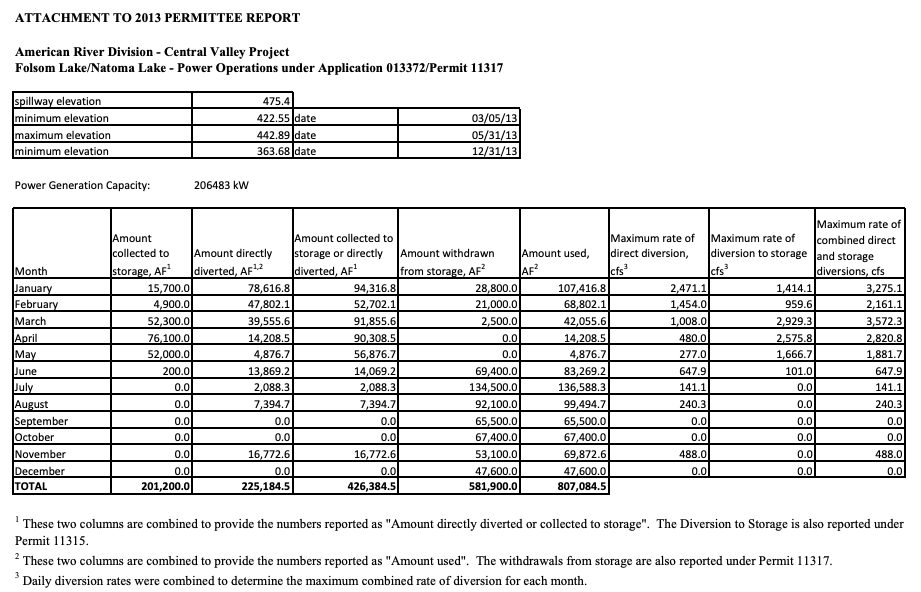 ATTACHMENT TO 2013 PERMITTEE REPORT
American River Division - Central Valley Project
Folsom Lake/Natoma Lake - Power Operations under Application 013372/Permit 11317
spillway elevation 475.4
minimum elevation 422.55 date 03/05/13
maximum elevation 442.89 date 05/31/13
minimum elevation 363.68 date 12/31/13
Power Generation Capacity: 206483 kW
Month | Amount collected to storage, AF¹ | Amount directly diverted, AF¹,² | Amount collected to storage or directly diverted, AF¹ | Amount withdrawn from storage, AF² | Amount used, AF² | Maximum rate of direct diversion, cfs³ | Maximum rate of diversion to storage cfs³ | Maximum rate of combined direct and storage diversions, cfs
January 15,700.0 78,616.8 94,316.8 28,800.0 107,416.8 2,471.1 1,414.1 3,275.1
February 4,900.0 47,802.1 52,702.1 21,000.0 68,802.1 1,454.0 959.6 2,161.1
March 52,300.0 39,555.6 91,855.6 2,500.0 42,055.6 1,008.0 2,929.3 3,572.3
April 76,100.0 14,208.5 90,308.5 0.0 14,208.5 480.0 2,575.8 2,820.8
May 52,000.0 4,876.7 56,876.7 0.0 4,876.7 277.0 1,666.7 1,881.7
June 200.0 13,869.2 14,069.2 69,400.0 83,269.2 647.9 101.0 647.9
July 0.0 2,088.3 2,088.3 134,500.0 136,588.3 141.1 0.0 141.1
August 0.0 7,394.7 7,394.7 92,100.0 99,494.7 240.3 0.0 240.3
September 0.0 0.0 0.0 65,500.0 65,500.0 0.0 0.0 0.0
October 0.0 0.0 0.0 67,400.0 67,400.0 0.0 0.0 0.0
November 0.0 16,772.6 16,772.6 53,100.0 69,872.6 488.0 0.0 488.0
December 0.0 0.0 0.0 47,600.0 47,600.0 0.0 0.0 0.0
TOTAL 201,200.0 225,184.5 426,384.5 581,900.0 807,084.5
¹ These two columns are combined to provide the numbers reported as "Amount directly diverted or collected to storage". The Diversion to Storage is also reported under
Permit 11315.
² These two columns are combined to provide the numbers reported as "Amount used". The withdrawals from storage are also reported under Permit 11317.
³ Daily diversion rates were combined to determine the maximum combined rate of diversion for each month.